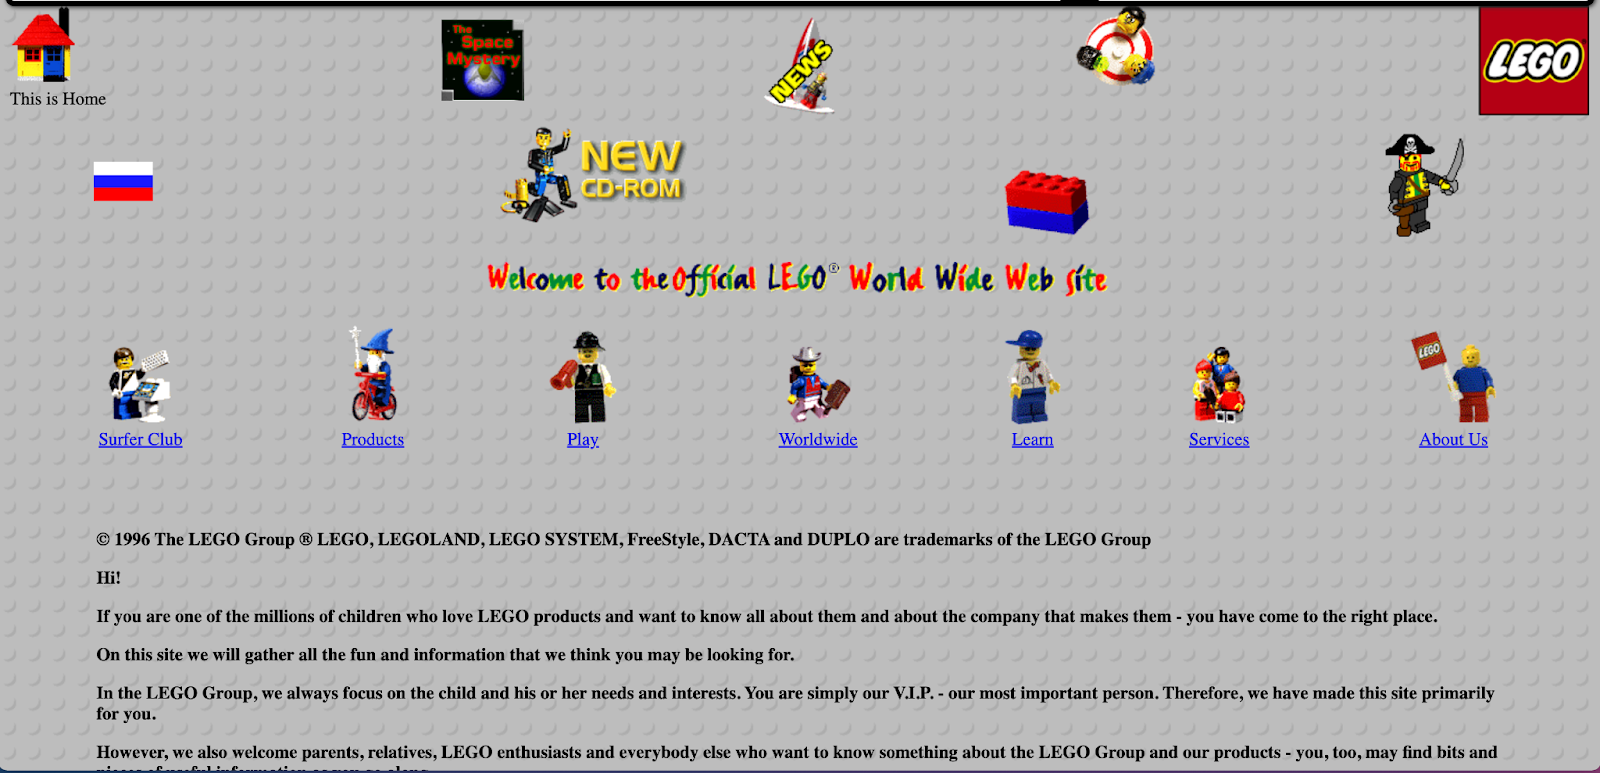 The
Space
Mystery
NEWS
LEGO
This is Home
NEW
CD-ROM
Welcome to the Official LEGO® World Wide Web site
LEGO
Surfer Club
Products
Play
Worldwide
Learn
Services
About Us
© 1996 The LEGO Group ® LEGO, LEGOLAND, LEGO SYSTEM, FreeStyle, DACTA and DUPLO are trademarks of the LEGO Group
Hi!
If you are one of the millions of children who love LEGO products and want to know all about them and about the company that makes them - you have come to the right place.
On this site we will gather all the fun and information that we think you may be looking for.
In the LEGO Group, we always focus on the child and his or her needs and interests. You are simply our V.I.P. - our most important person. Therefore, we have made this site primarily
for you.
However, we also welcome parents, relatives, LEGO enthusiasts and everybody else who want to know something about the LEGO Group and our products - you, too, may find bits and